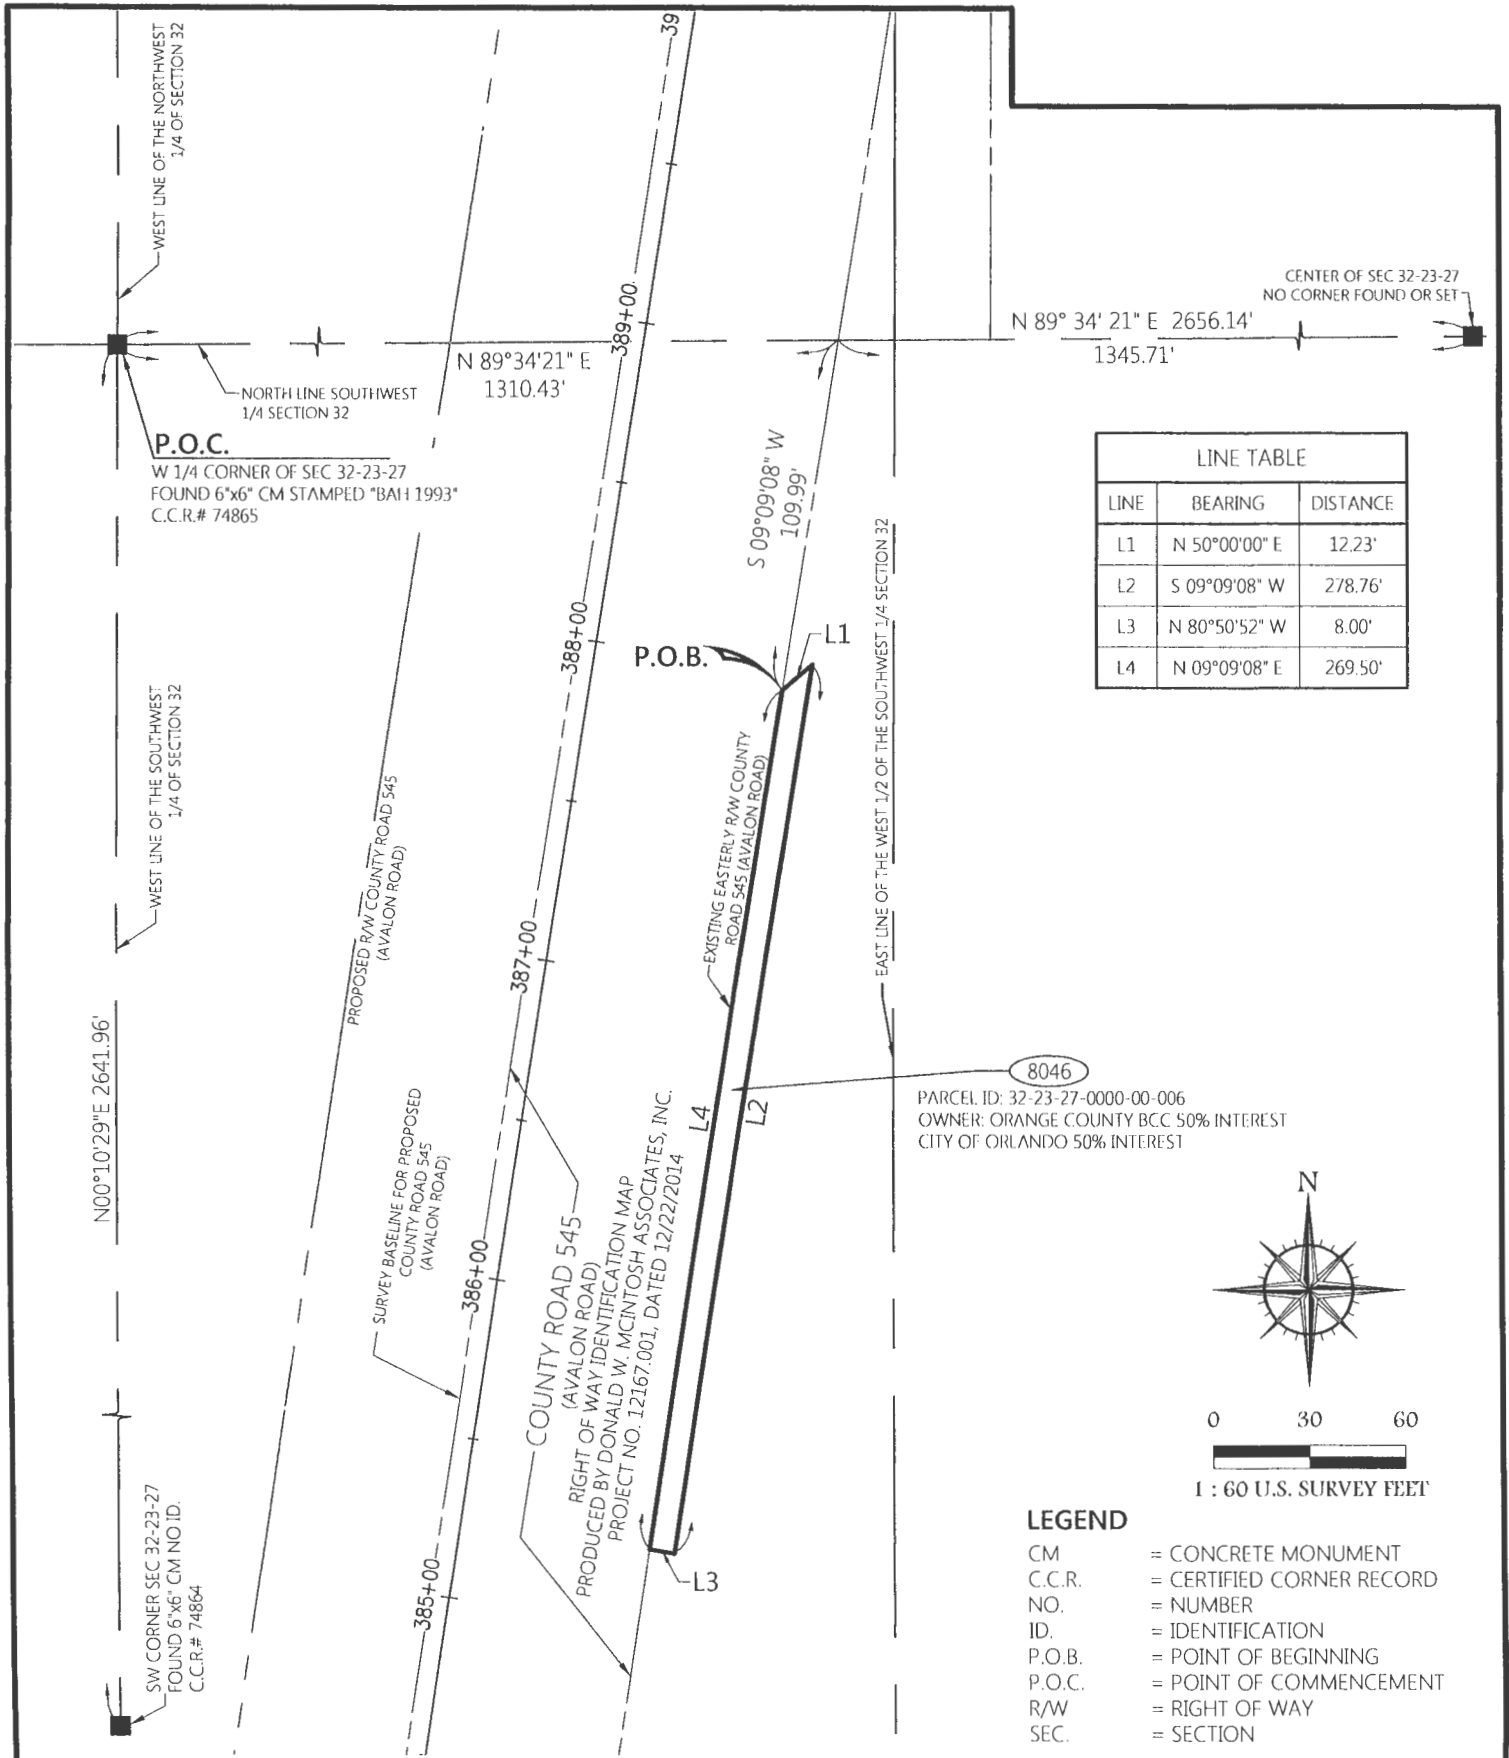 WEST LINE OF THE NORTHWEST
1/4 OF SECTION 32
39
389+00
388+00
387+00
386+00
385+00
CENTER OF SEC 32-23-27
NO CORNER FOUND OR SET
N 89° 34' 21" E 2656.14'
1345.71'
N 89°34'21" E
1310.43'
NORTH LINE SOUTHWEST
1/4 SECTION 32
P.O.C.
W 1/4 CORNER OF SEC 32-23-27
FOUND 6"x6" CM STAMPED "BAH 1993"
C.C.R.# 74865
S 09°09'08" W
109.99'
LINE TABLE
LINE BEARING DISTANCE
L1 N 50°00'00" E 12.23'
L2 S 09°09'08" W 278.76'
L3 N 80°50'52" W 8.00'
L4 N 09°09'08" E 269.50'
EAST LINE OF THE WEST 1/2 OF THE SOUTHWEST 1/4 SECTION 32
P.O.B.
L1
WEST LINE OF THE SOUTHWEST
1/4 OF SECTION 32
PROPOSED R/W COUNTY ROAD 545
(AVALON ROAD)
EXISTING EASTERLY R/W COUNTY
ROAD 545 (AVALON ROAD)
N00°10'29"E 2641.96'
SURVEY BASELINE FOR PROPOSED
COUNTY ROAD 545
(AVALON ROAD)
L4
L2
8046
PARCEL ID: 32-23-27-0000-00-006
OWNER: ORANGE COUNTY BCC 50% INTEREST
CITY OF ORLANDO 50% INTEREST
COUNTY ROAD 545
(AVALON ROAD)
RIGHT OF WAY IDENTIFICATION MAP
PRODUCED BY DONALD W. MCINTOSH ASSOCIATES, INC.
PROJECT NO. 12167.001, DATED 12/22/2014
L3
N
0 30 60
1 : 60 U.S. SURVEY FEET
SW CORNER SEC 32-23-27
FOUND 6"x6" CM NO ID.
C.C.R.# 74864
LEGEND
CM = CONCRETE MONUMENT
C.C.R. = CERTIFIED CORNER RECORD
NO. = NUMBER
ID. = IDENTIFICATION
P.O.B. = POINT OF BEGINNING
P.O.C. = POINT OF COMMENCEMENT
R/W = RIGHT OF WAY
SEC. = SECTION